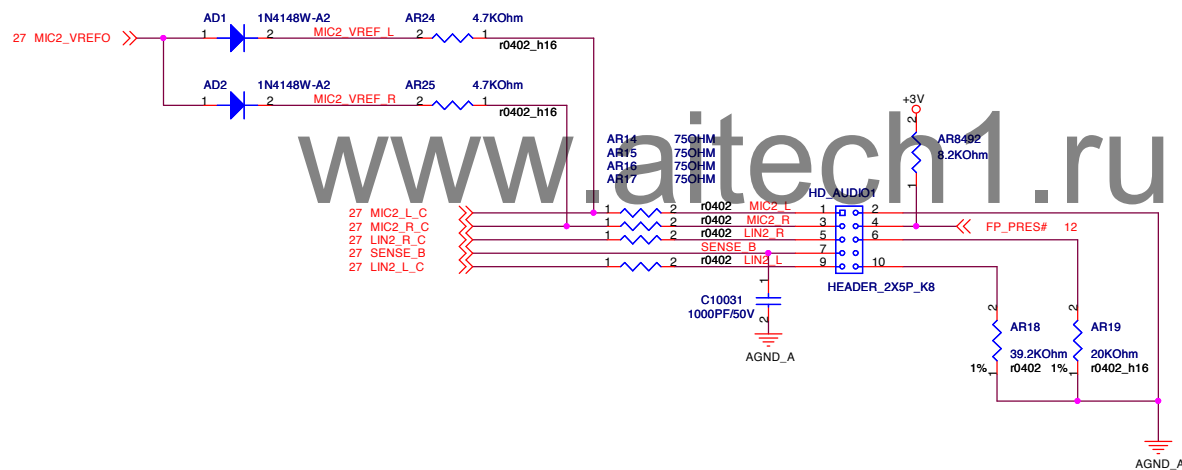 AD1 1N4148W-A2 AR24 4.7KOhm
27 MIC2_VREFO 1 2 MIC2_VREF_L 2 1
r0402_h16
AD2 1N4148W-A2 AR25 4.7KOhm
1 2 MIC2_VREF_R 2 1
r0402_h16
+3V
2
www.aitech1.ru
AR14 75OHM
AR15 75OHM
AR16 75OHM
AR17 75OHM
AR8492
8.2KOhm
1
HD_AUDIO1
27 MIC2_L_C 1 2 r0402 MIC2_L 1 2
27 MIC2_R_C 1 2 r0402 MIC2_R 3 4 FP_PRES# 12
27 LIN2_R_C 1 2 r0402 LIN2_R 5 6
27 SENSE_B SENSE_B 7 8
27 LIN2_L_C 1 2 r0402 LIN2_L 9 10
HEADER_2X5P_K8
1
C10031
1000PF/50V
2
AGND_A
2 2
AR18 AR19
39.2KOhm 20KOhm
1% r0402 1% r0402_h16
1 1
AGND_A